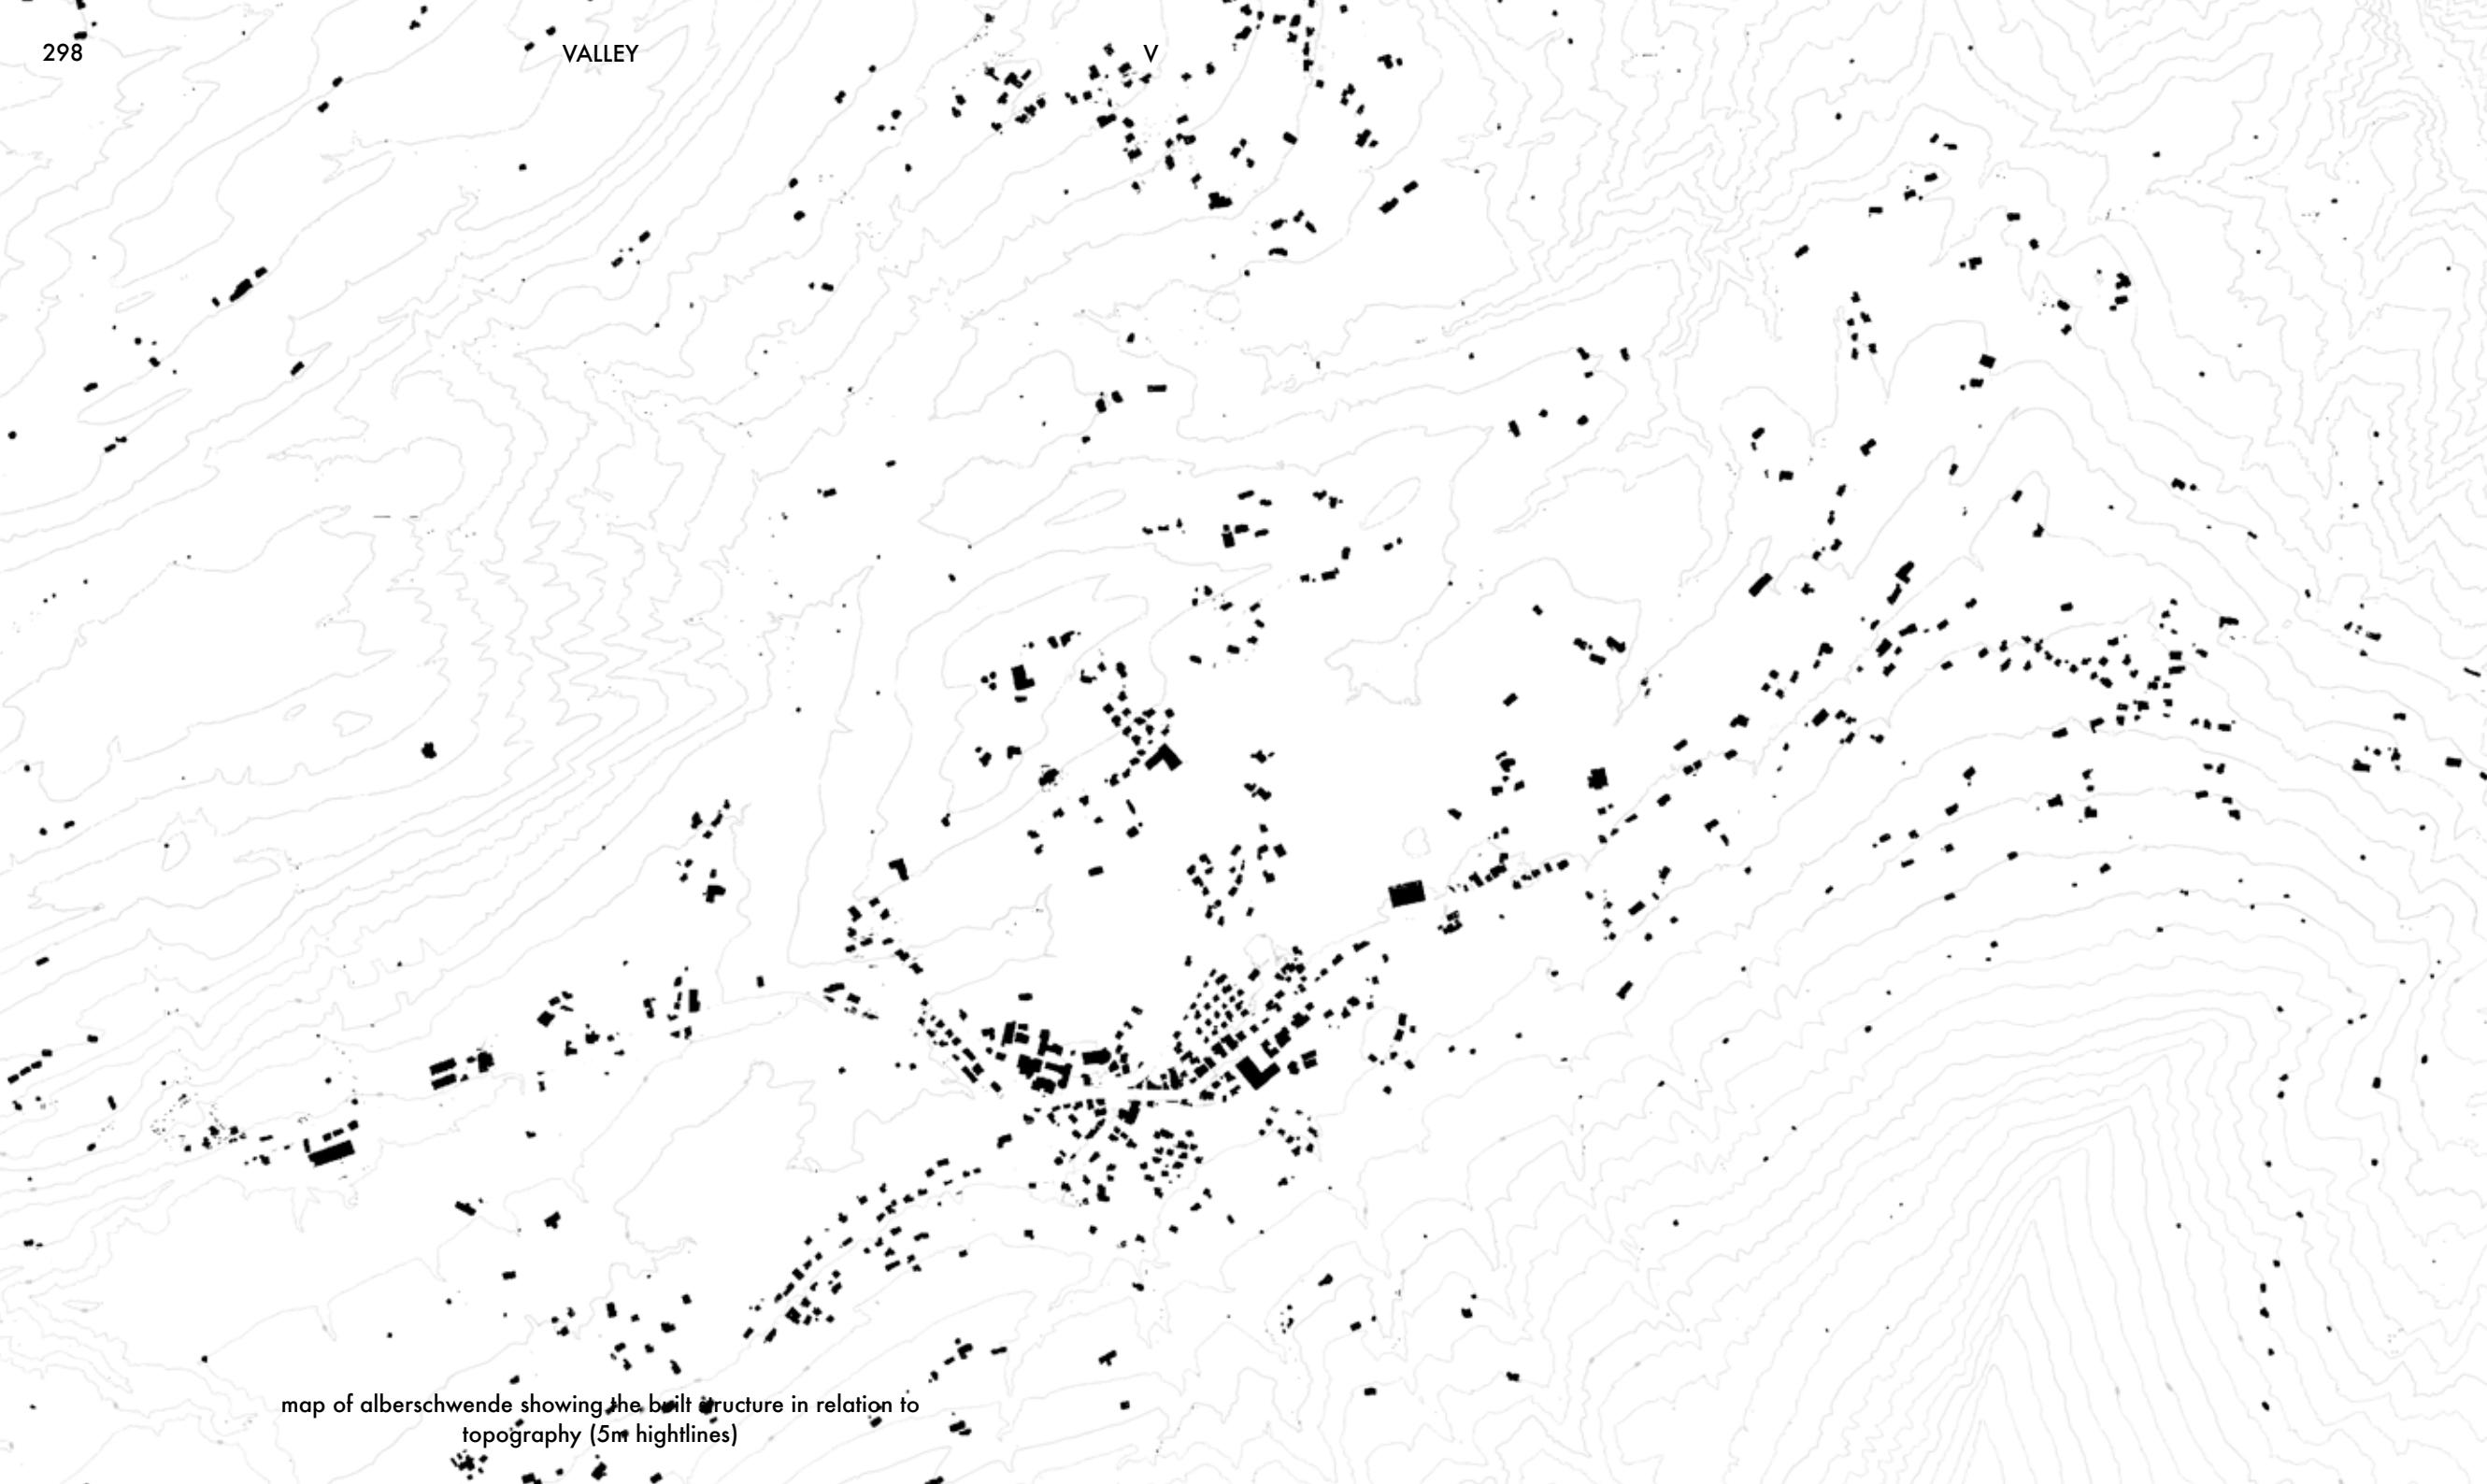 298 VALLEY V
map of alberschwende showing the built structure in relation to
topography (5m hightlines)